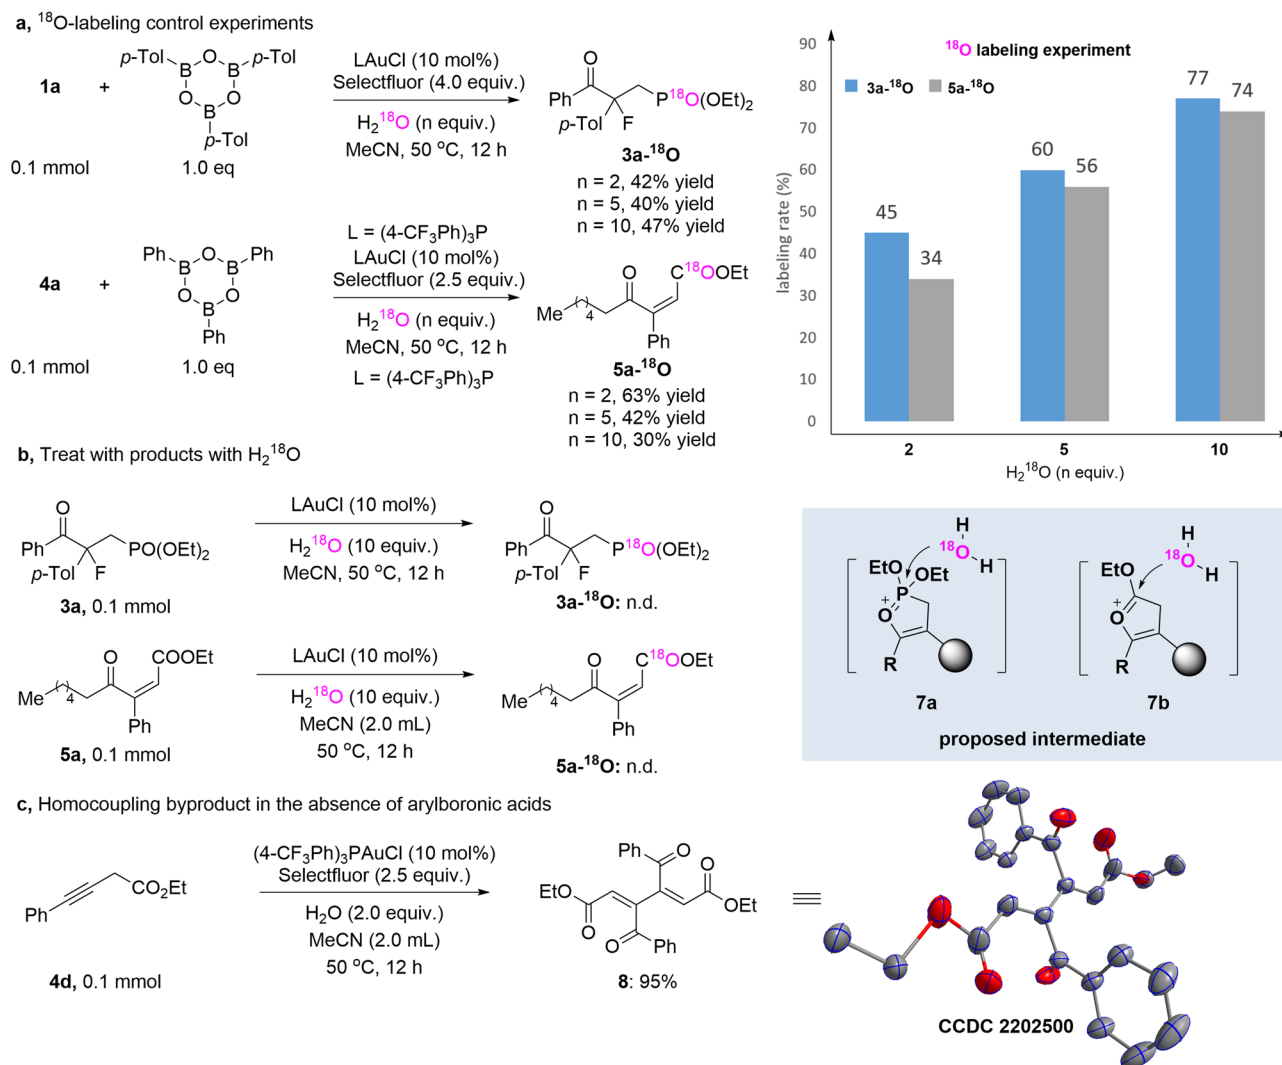 a, ¹⁸O-labeling control experiments
1a
+
p-Tol
B
O
B
p-Tol
O
O
B
p-Tol
0.1 mmol
1.0 eq
LAuCl (10 mol%)
Selectfluor (4.0 equiv.)
H₂¹⁸O (n equiv.)
MeCN, 50 ºC, 12 h
L = (4-CF₃Ph)₃P
O
Ph
P¹⁸O(OEt)₂
p-Tol
F
3a-¹⁸O
n = 2, 42% yield
n = 5, 40% yield
n = 10, 47% yield
4a
+
Ph
B
O
B
Ph
O
O
B
Ph
0.1 mmol
1.0 eq
LAuCl (10 mol%)
Selectfluor (2.5 equiv.)
H₂¹⁸O (n equiv.)
MeCN, 50 ºC, 12 h
L = (4-CF₃Ph)₃P
O
C¹⁸OOEt
Me
4
Ph
5a-¹⁸O
n = 2, 63% yield
n = 5, 42% yield
n = 10, 30% yield
¹⁸O labeling experiment
3a-¹⁸O
5a-¹⁸O
labeling rate (%)
90
80
70
60
50
40
30
20
10
0
45
34
60
56
77
74
2
5
10
H₂¹⁸O (n equiv.)
b, Treat with products with H₂¹⁸O
O
Ph
PO(OEt)₂
p-Tol
F
3a, 0.1 mmol
LAuCl (10 mol%)
H₂¹⁸O (10 equiv.)
MeCN, 50 ºC, 12 h
O
Ph
P¹⁸O(OEt)₂
p-Tol
F
3a-¹⁸O: n.d.
O
COOEt
Me
4
Ph
5a, 0.1 mmol
LAuCl (10 mol%)
H₂¹⁸O (10 equiv.)
MeCN (2.0 mL)
50 ºC, 12 h
O
C¹⁸OOEt
Me
4
Ph
5a-¹⁸O: n.d.
H
¹⁸O
H
EtO
OEt
P
+
O
R
7a
H
¹⁸O
H
EtO
+
O
R
7b
proposed intermediate
c, Homocoupling byproduct in the absence of arylboronic acids
CO₂Et
Ph
4d, 0.1 mmol
(4-CF₃Ph)₃PAuCl (10 mol%)
Selectfluor (2.5 equiv.)
H₂O (2.0 equiv.)
MeCN (2.0 mL)
50 ºC, 12 h
Ph
O
O
EtO
OEt
O
O
Ph
8: 95%
CCDC 2202500